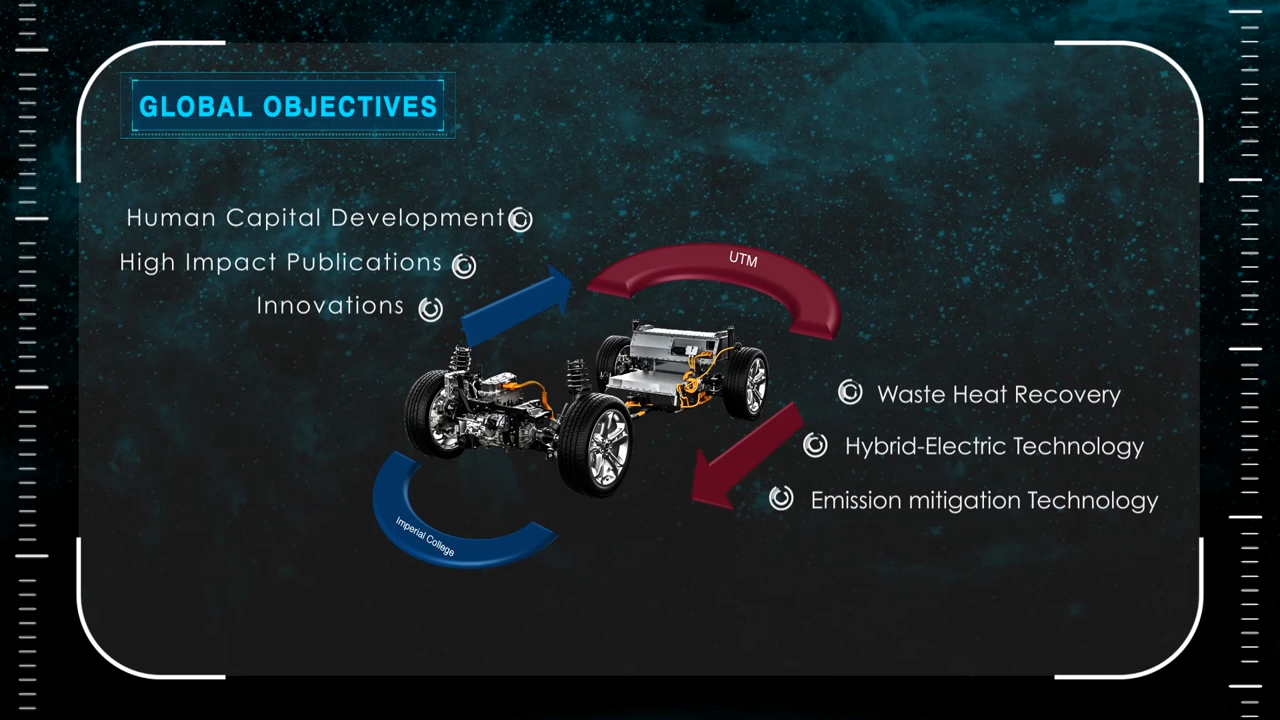 GLOBAL OBJECTIVES
Human Capital Development
High Impact Publications
Innovations
UTM
Waste Heat Recovery
Hybrid-Electric Technology
Emission mitigation Technology
Imperial College